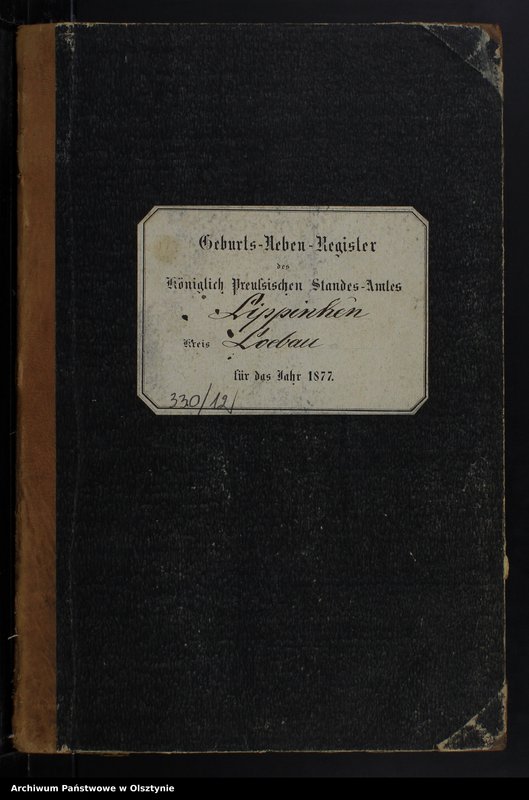 Geburts-Neben-Register
des
Königlich Preußischen Standes-Amtes
Lippinken
Kreis Loebau
für das Jahr 1877.
330/12/
Archiwum Państwowe w Olsztynie